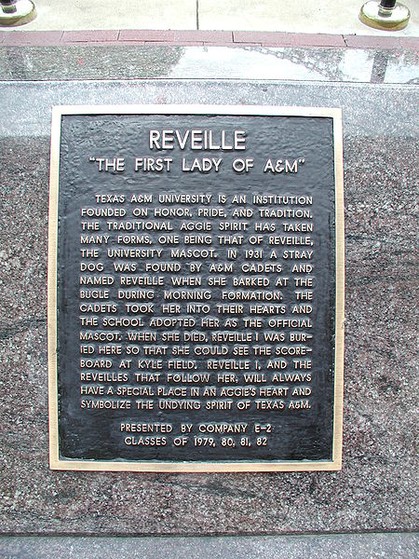 REVEILLE
"THE FIRST LADY OF A&M"
TEXAS A&M UNIVERSITY IS AN INSTITUTION
FOUNDED ON HONOR, PRIDE, AND TRADITION.
THE TRADITIONAL AGGIE SPIRIT HAS TAKEN
MANY FORMS, ONE BEING THAT OF REVEILLE,
THE UNIVERSITY MASCOT. IN 1931 A STRAY
DOG WAS FOUND BY A&M CADETS AND
NAMED REVEILLE WHEN SHE BARKED AT THE
BUGLE DURING MORNING FORMATION. THE
CADETS TOOK HER INTO THEIR HEARTS AND
THE SCHOOL ADOPTED HER AS THE OFFICIAL
MASCOT. WHEN SHE DIED, REVEILLE I WAS BUR-
IED HERE SO THAT SHE COULD SEE THE SCORE-
BOARD AT KYLE FIELD. REVEILLE I, AND THE
REVEILLES THAT FOLLOW HER, WILL ALWAYS
HAVE A SPECIAL PLACE IN AN AGGIE'S HEART AND
SYMBOLIZE THE UNDYING SPIRIT OF TEXAS A&M.
PRESENTED BY COMPANY E-2
CLASSES OF 1979, 80, 81, 82